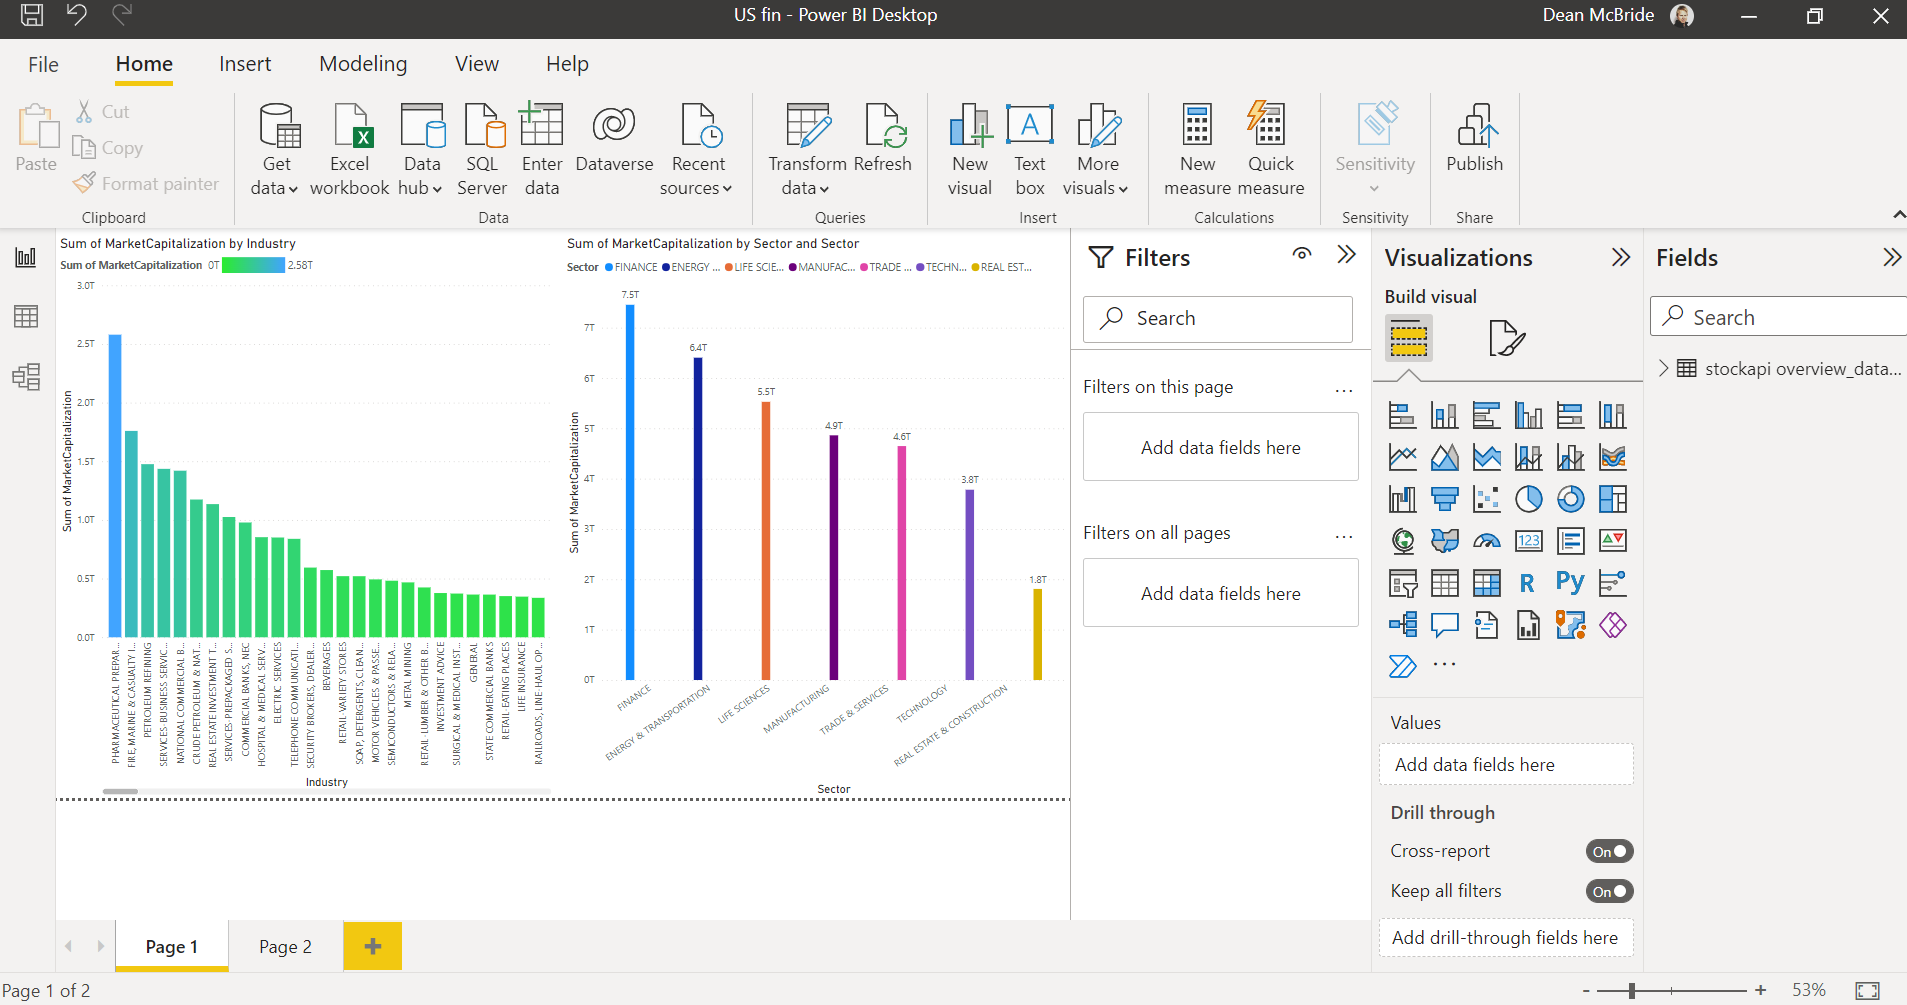 US fin - Power BI Desktop
Dean McBride
File
Home
Insert
Modeling
View
Help
Paste
Cut
Copy
Format painter
Clipboard
Get data
Excel workbook
Data hub
SQL Server
Enter data
Dataverse
Recent sources
Data
Transform data
Refresh
Queries
New visual
Text box
More visuals
Insert
New measure
Quick measure
Calculations
Sensitivity
Sensitivity
Publish
Share
Sum of MarketCapitalization by Industry
Sum of MarketCapitalization 0T 2.58T
3.0T
2.5T
2.0T
1.5T
1.0T
0.5T
0.0T
Sum of MarketCapitalization
PHARMACEUTICAL PREPAR...
FIRE, MARINE & CASUALTY I...
PETROLEUM REFINING
SERVICES-BUSINESS SERVIC...
NATIONAL COMMERCIAL B...
CRUDE PETROLEUM & NAT...
REAL ESTATE INVESTMENT T...
SERVICES-PREPACKAGED S...
COMMERCIAL BANKS, NEC
HOSPITAL & MEDICAL SERV...
ELECTRIC SERVICES
TELEPHONE COMMUNICATI...
SECURITY BROKERS, DEALER...
BEVERAGES
RETAIL-VARIETY STORES
SOAP, DETERGENTS, CLEAN...
MOTOR VEHICLES & PASSE...
SEMICONDUCTORS & RELA...
METAL MINING
RETAIL-LUMBER & OTHER B...
INVESTMENT ADVICE
SURGICAL & MEDICAL INST...
GENERAL
STATE COMMERCIAL BANKS
RETAIL-EATING PLACES
LIFE INSURANCE
RAILROADS, LINE-HAUL OP...
Industry
Sum of MarketCapitalization by Sector and Sector
Sector FINANCE ENERGY ... LIFE SCIE... MANUFAC... TRADE ... TECHN... REAL EST...
7T
6T
5T
4T
3T
2T
1T
0T
Sum of MarketCapitalization
7.5T
6.4T
5.5T
4.9T
4.6T
3.8T
1.8T
FINANCE
ENERGY & TRANSPORTATION
LIFE SCIENCES
MANUFACTURING
TRADE & SERVICES
TECHNOLOGY
REAL ESTATE & CONSTRUCTION
Sector
Filters
Search
Filters on this page ...
Add data fields here
Filters on all pages ...
Add data fields here
Visualizations
Build visual
A
X
123
R
Py
...
Values
Add data fields here
Drill through
Cross-report On
Keep all filters On
Add drill-through fields here
Fields
Search
stockapi overview_data...
Page 1
Page 2
+
Page 1 of 2
- + 53%